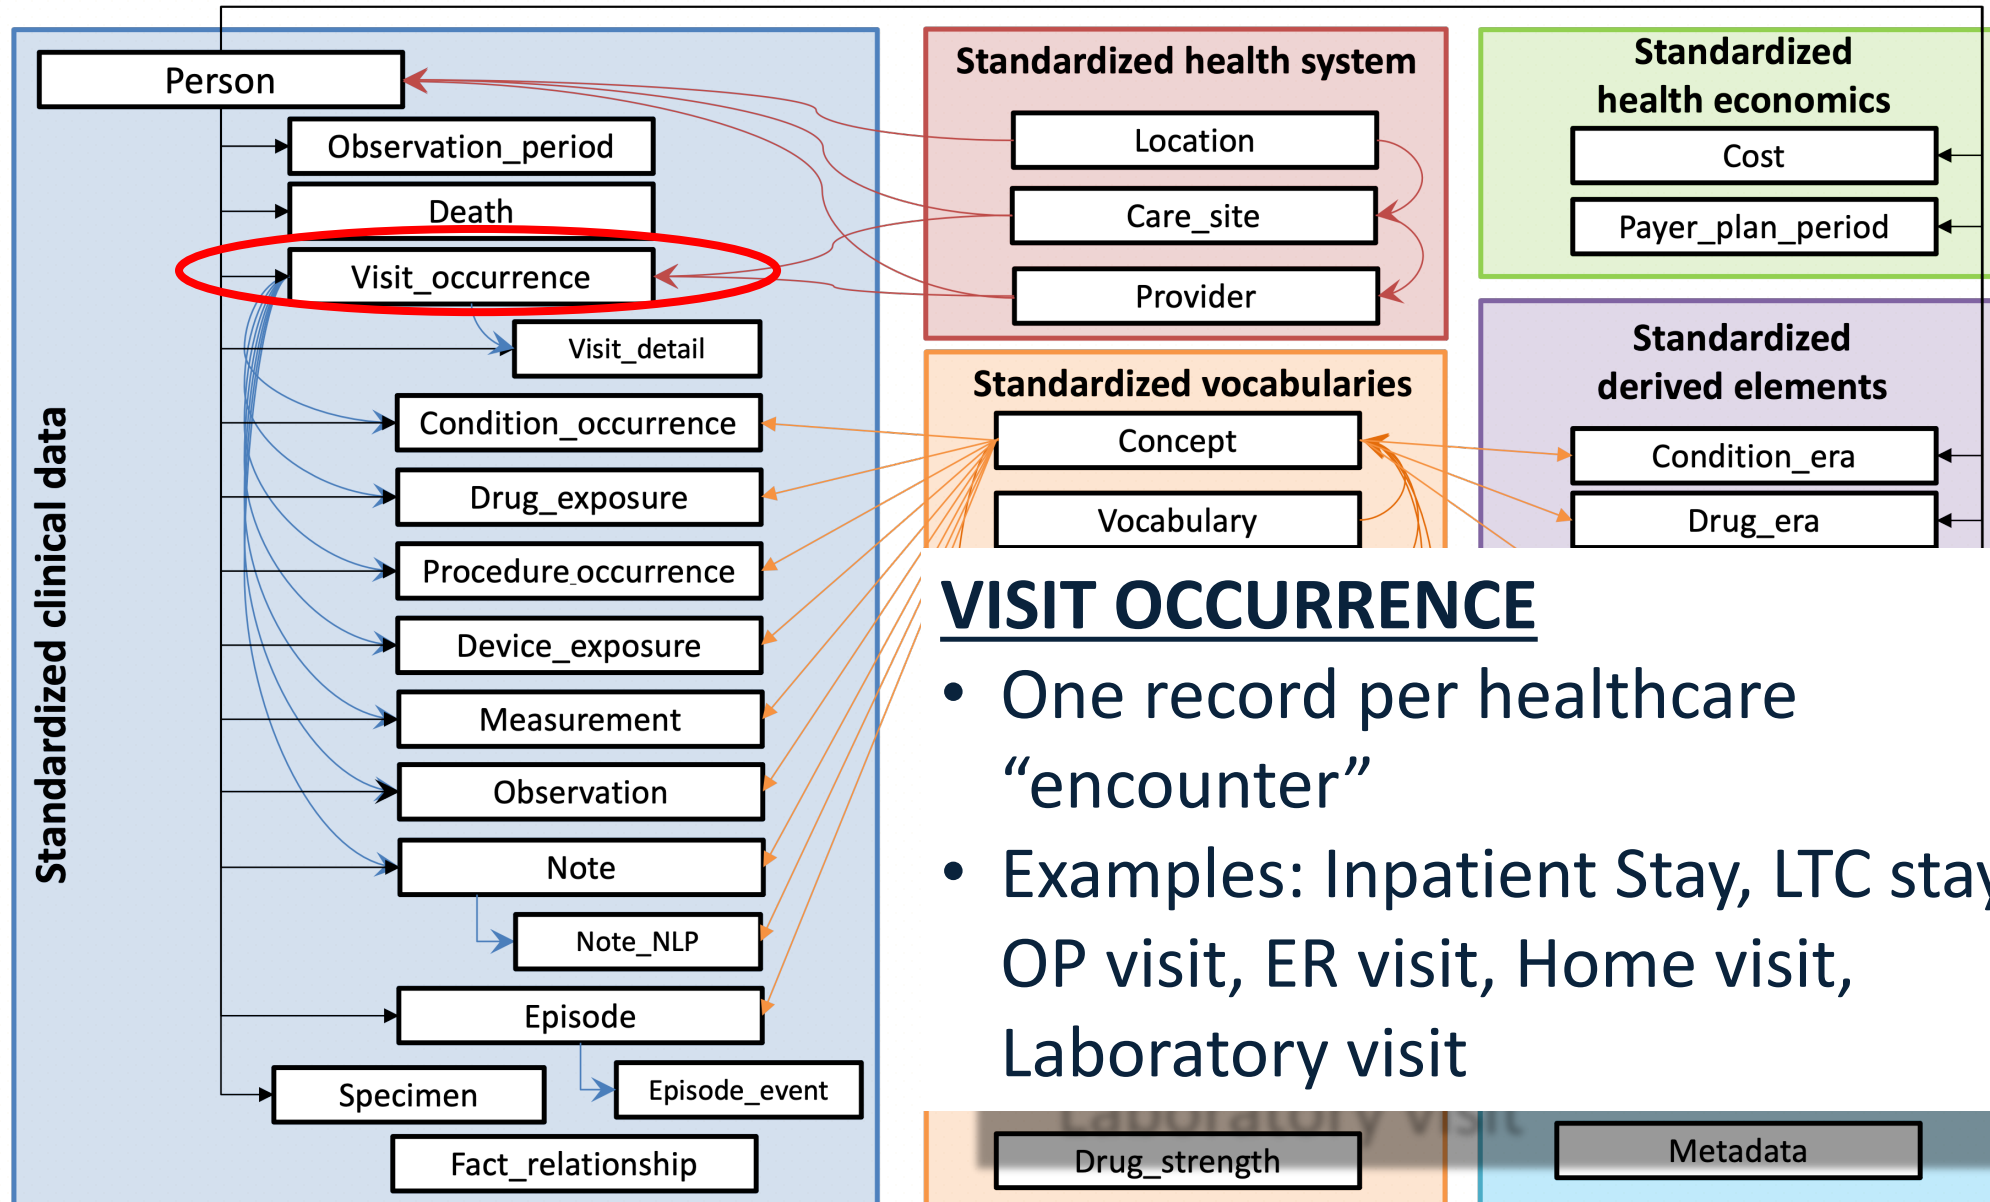 Standardized clinical data
Person
Observation_period
Death
Visit_occurrence
Visit_detail
Condition_occurrence
Drug_exposure
Procedure_occurrence
Device_exposure
Measurement
Observation
Note
Note_NLP
Episode
Episode_event
Specimen
Fact_relationship
Standardized health system
Location
Care_site
Provider
Standardized
health economics
Cost
Payer_plan_period
Standardized vocabularies
Concept
Vocabulary
Standardized
derived elements
Condition_era
Drug_era
VISIT OCCURRENCE
• One record per healthcare
“encounter”
• Examples: Inpatient Stay, LTC stay
OP visit, ER visit, Home visit,
Laboratory visit
Laboratory visit
Drug_strength
Metadata